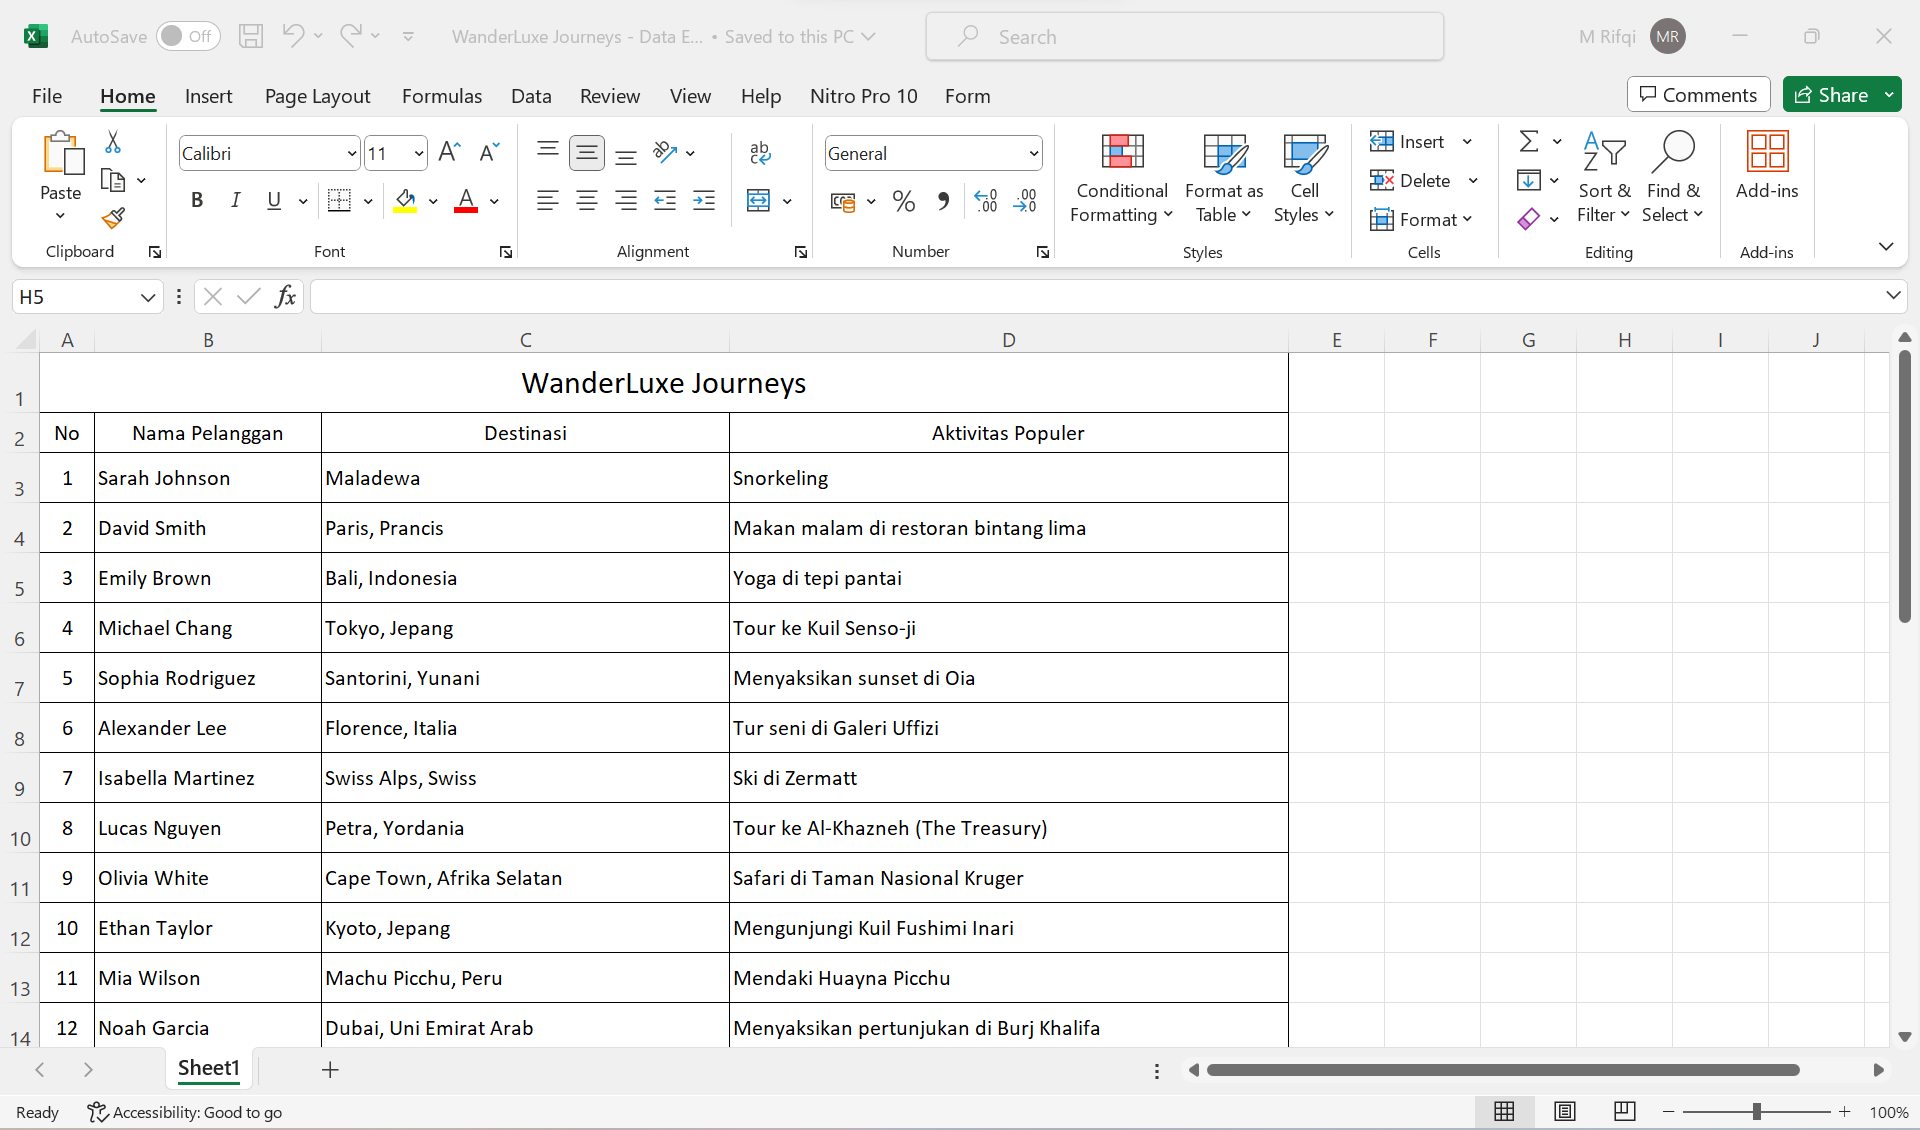 AutoSave Off WanderLuxe Journeys - Data E... • Saved to this PC Search M Rifqi MR
File Home Insert Page Layout Formulas Data Review View Help Nitro Pro 10 Form Comments Share
Paste
Clipboard
Calibri 11
B I U A
Font
ab
Alignment
General
% .00
Number
Conditional Formatting
Format as Table
Cell Styles
Styles
Insert
Delete
Format
Cells
Sort & Filter
Find & Select
Editing
Add-ins
Add-ins
H5 fx
A B C D E F G H I J
1 WanderLuxe Journeys
2 No Nama Pelanggan Destinasi Aktivitas Populer
3 1 Sarah Johnson Maladewa Snorkeling
4 2 David Smith Paris, Prancis Makan malam di restoran bintang lima
5 3 Emily Brown Bali, Indonesia Yoga di tepi pantai
6 4 Michael Chang Tokyo, Jepang Tour ke Kuil Senso-ji
7 5 Sophia Rodriguez Santorini, Yunani Menyaksikan sunset di Oia
8 6 Alexander Lee Florence, Italia Tur seni di Galeri Uffizi
9 7 Isabella Martinez Swiss Alps, Swiss Ski di Zermatt
10 8 Lucas Nguyen Petra, Yordania Tour ke Al-Khazneh (The Treasury)
11 9 Olivia White Cape Town, Afrika Selatan Safari di Taman Nasional Kruger
12 10 Ethan Taylor Kyoto, Jepang Mengunjungi Kuil Fushimi Inari
13 11 Mia Wilson Machu Picchu, Peru Mendaki Huayna Picchu
14 12 Noah Garcia Dubai, Uni Emirat Arab Menyaksikan pertunjukan di Burj Khalifa
Sheet1
Ready Accessibility: Good to go 100%